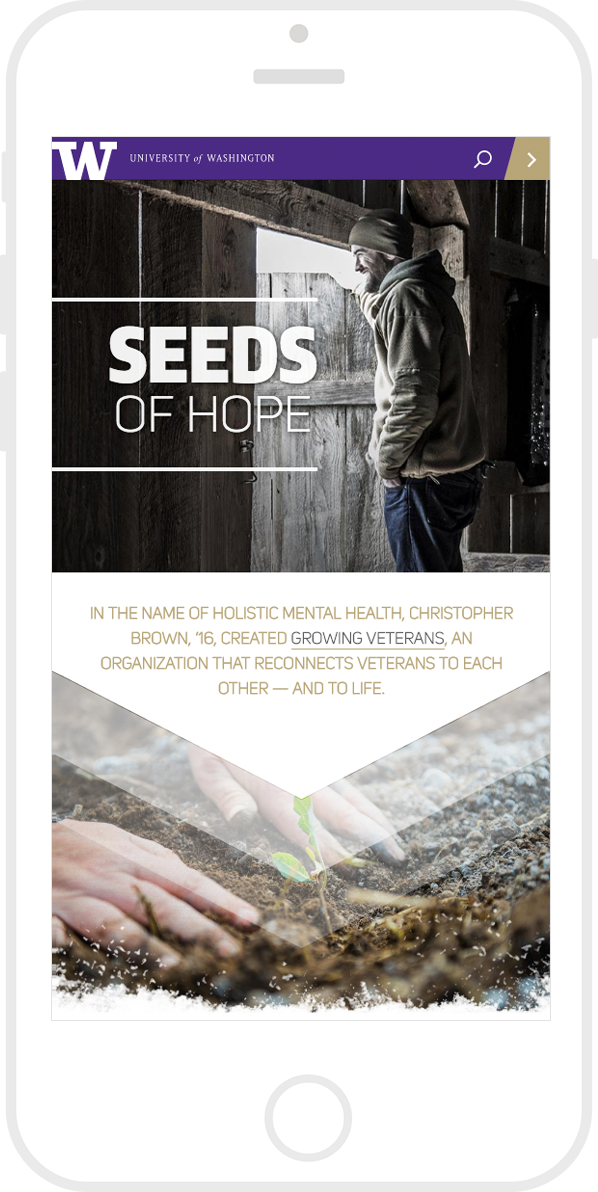 W UNIVERSITY of WASHINGTON
SEEDS
OF HOPE
IN THE NAME OF HOLISTIC MENTAL HEALTH, CHRISTOPHER
BROWN, '16, CREATED GROWING VETERANS, AN
ORGANIZATION THAT RECONNECTS VETERANS TO EACH
OTHER — AND TO LIFE.